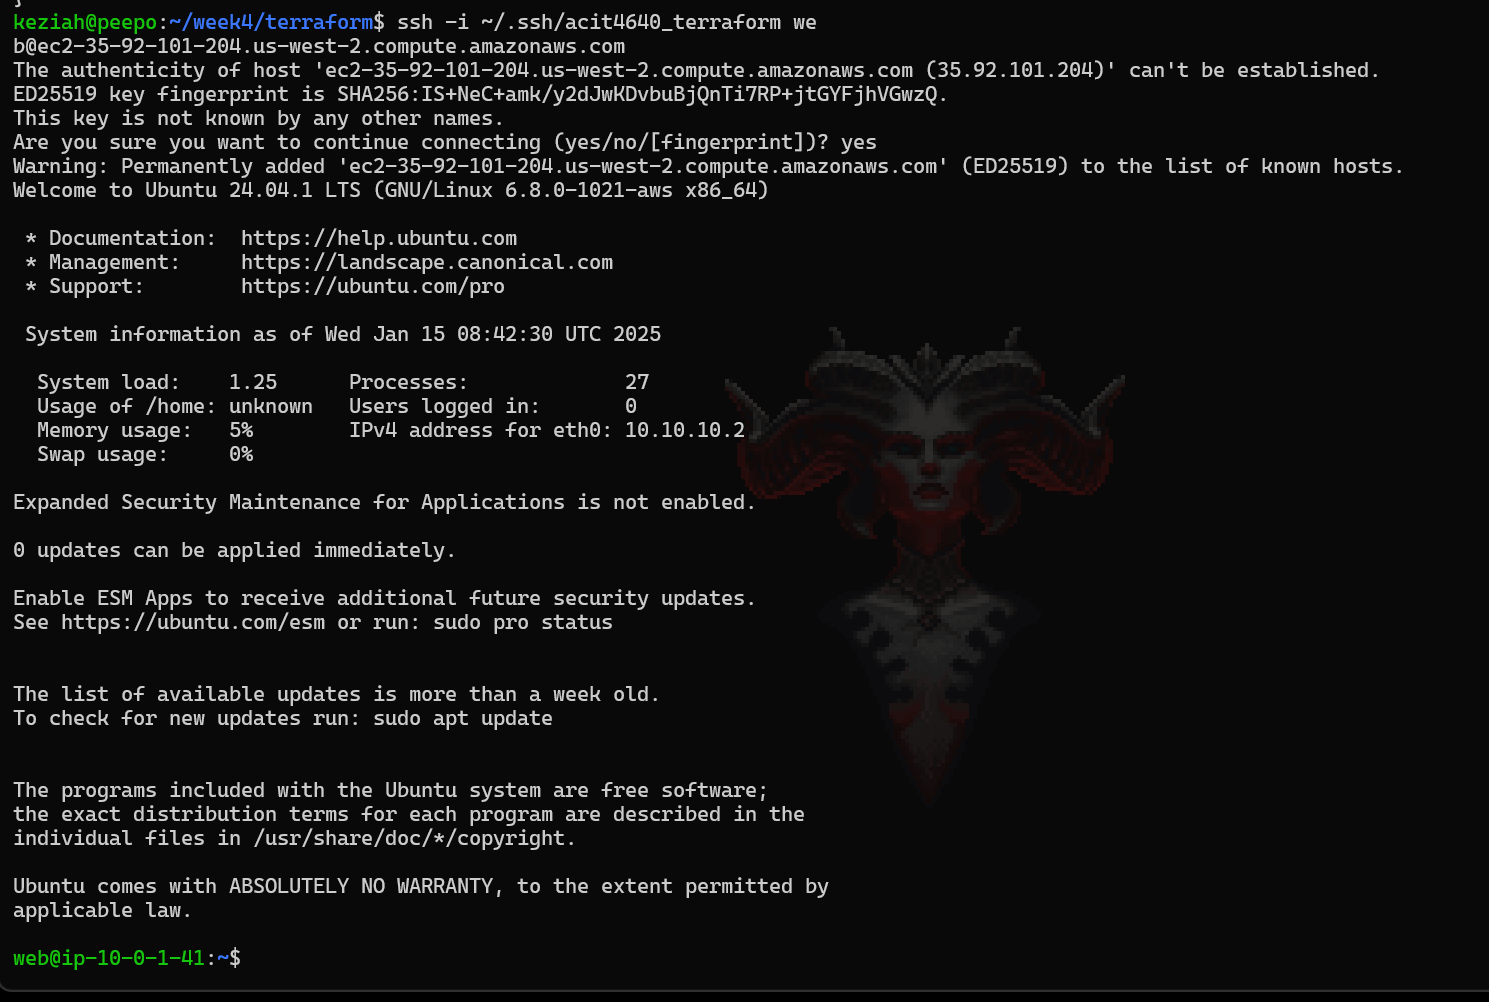 keziah@peepo:~/week4/terraform$ ssh -i ~/.ssh/acit4640_terraform we
b@ec2-35-92-101-204.us-west-2.compute.amazonaws.com
The authenticity of host 'ec2-35-92-101-204.us-west-2.compute.amazonaws.com (35.92.101.204)' can't be established.
ED25519 key fingerprint is SHA256:IS+NeC+amk/y2dJwKDvbuBjQnTi7RP+jtGYFjhVGwzQ.
This key is not known by any other names.
Are you sure you want to continue connecting (yes/no/[fingerprint])? yes
Warning: Permanently added 'ec2-35-92-101-204.us-west-2.compute.amazonaws.com' (ED25519) to the list of known hosts.
Welcome to Ubuntu 24.04.1 LTS (GNU/Linux 6.8.0-1021-aws x86_64)

 * Documentation:  https://help.ubuntu.com
 * Management:     https://landscape.canonical.com
 * Support:        https://ubuntu.com/pro

 System information as of Wed Jan 15 08:42:30 UTC 2025

  System load:    1.25      Processes:             27
  Usage of /home: unknown   Users logged in:       0
  Memory usage:   5%        IPv4 address for eth0: 10.10.10.2
  Swap usage:     0%

Expanded Security Maintenance for Applications is not enabled.

0 updates can be applied immediately.

Enable ESM Apps to receive additional future security updates.
See https://ubuntu.com/esm or run: sudo pro status

The list of available updates is more than a week old.
To check for new updates run: sudo apt update

The programs included with the Ubuntu system are free software;
the exact distribution terms for each program are described in the
individual files in /usr/share/doc/*/copyright.

Ubuntu comes with ABSOLUTELY NO WARRANTY, to the extent permitted by
applicable law.

web@ip-10-0-1-41:~$